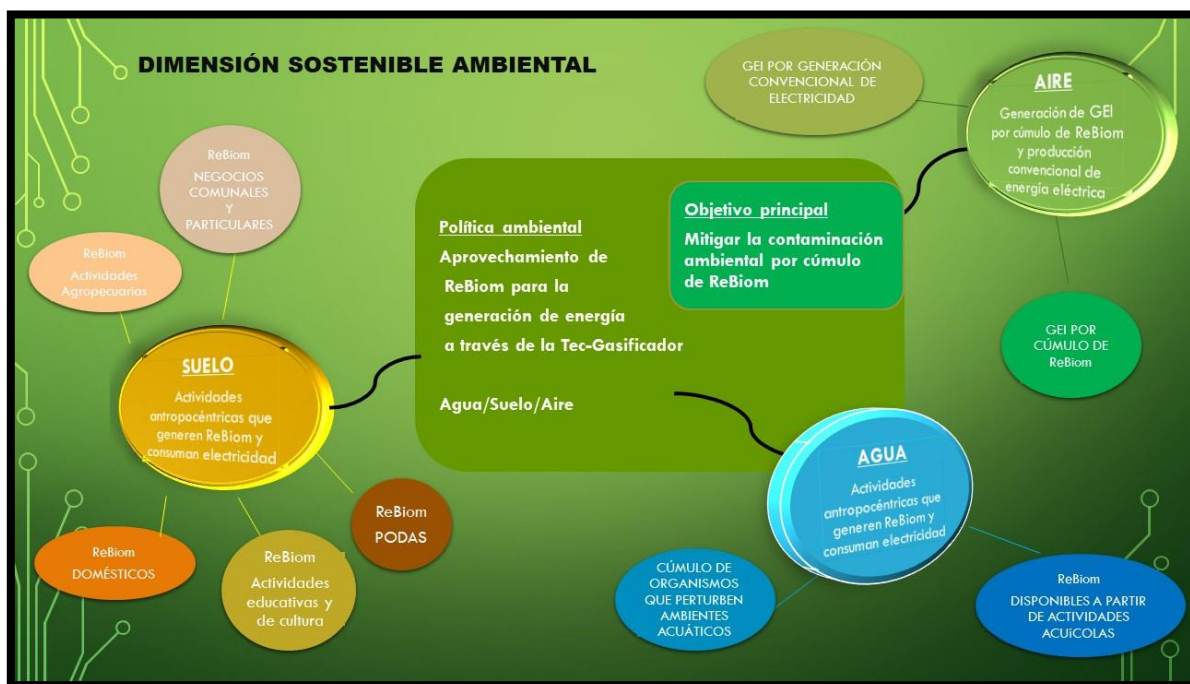 DIMENSIÓN SOSTENIBLE AMBIENTAL
GEI POR GENERACIÓN
CONVENCIONAL DE
ELECTRICIDAD
AIRE
Generación de GEI
por cúmulo de ReBiom
y producción
convencional de
energía eléctrica
GEI POR
CÚMULO DE
ReBiom
ReBiom
NEGOCIOS
COMUNALES
Y
PARTICULARES
ReBiom
Actividades
Agropecuarias
Política ambiental
Aprovechamiento de
ReBiom para la
generación de energía
a través de la Tec-Gasificador
Agua/Suelo/Aire
Objetivo principal
Mitigar la contaminación
ambiental por cúmulo
de ReBiom
SUELO
Actividades
antropocéntricas que
generen ReBiom y
consuman electricidad
ReBiom
DOMÉSTICOS
ReBiom
Actividades
educativas y
de cultura
ReBiom
PODAS
AGUA
Actividades
antropocéntricas que
generen ReBiom y
consuman electricidad
CÚMULO DE
ORGANISMOS
QUE PERTURBEN
AMBIENTES
ACUÁTICOS
ReBiom
DISPONIBLES A PARTIR
DE ACTIVIDADES
ACUíCOLAS